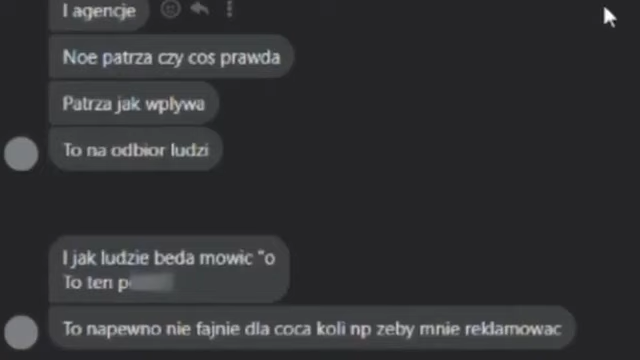 I agencje
Noe patrza czy cos prawda
Patrza jak wplywa
To na odbior ludzi
I jak ludzie beda mowic "o
To ten p
To napewno nie fajnie dla coca koli np zeby mnie reklamowac